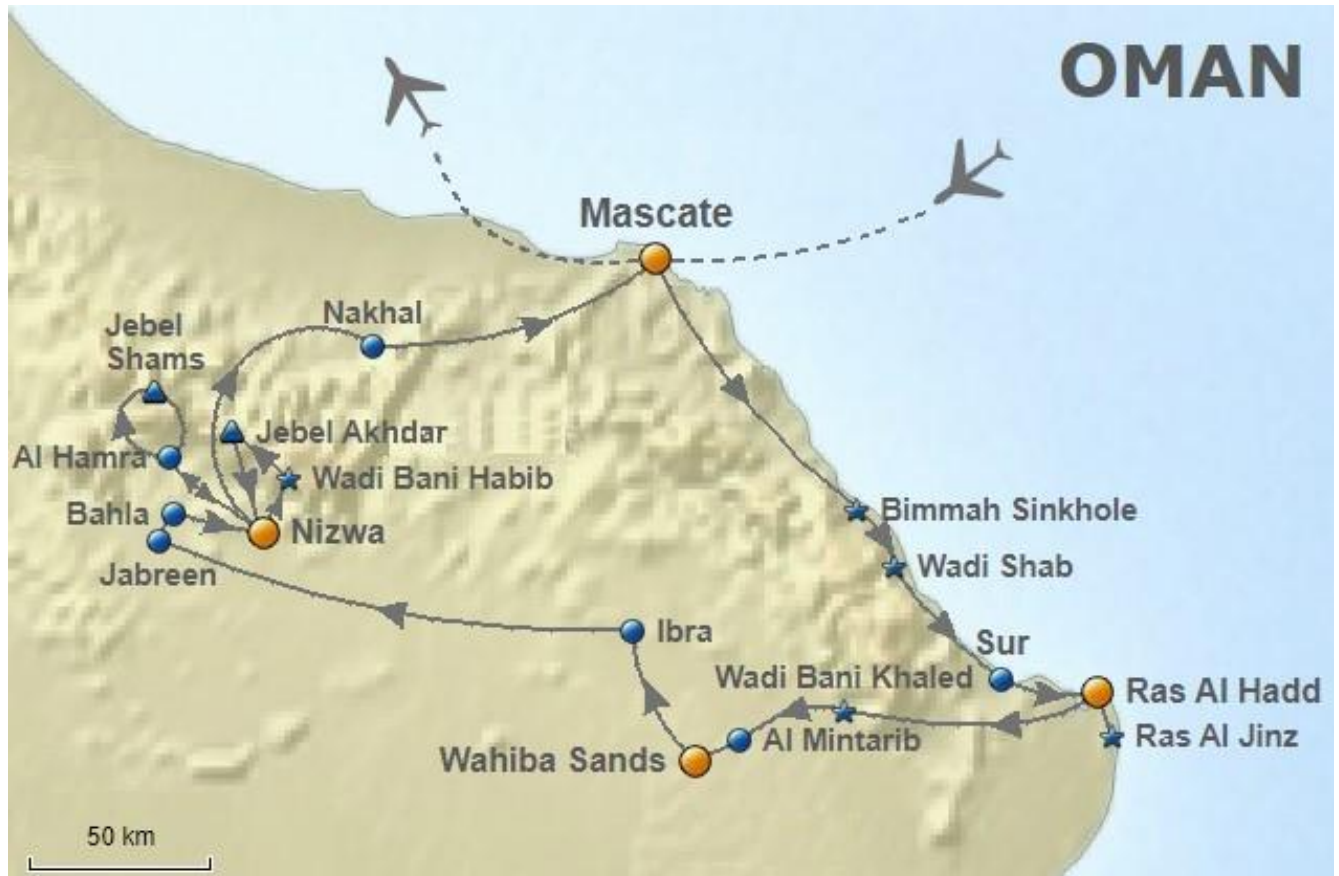 OMAN
Mascate
Nakhal
Jebel
Shams
Jebel Akhdar
Al Hamra
Wadi Bani Habib
Bahla
Nizwa
Bimmah Sinkhole
Jabreen
Wadi Shab
Ibra
Sur
Wadi Bani Khaled
Ras Al Hadd
Ras Al Jinz
Al Mintarib
Wahiba Sands
50 km